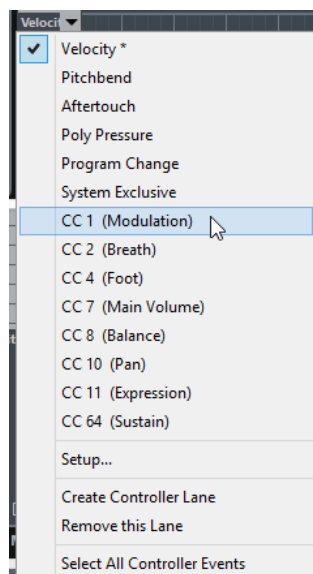 Velocity *
Pitchbend
Aftertouch
Poly Pressure
Program Change
System Exclusive
CC 1 (Modulation)
CC 2 (Breath)
CC 4 (Foot)
CC 7 (Main Volume)
CC 8 (Balance)
CC 10 (Pan)
CC 11 (Expression)
CC 64 (Sustain)
Setup...
Create Controller Lane
Remove this Lane
Select All Controller Events